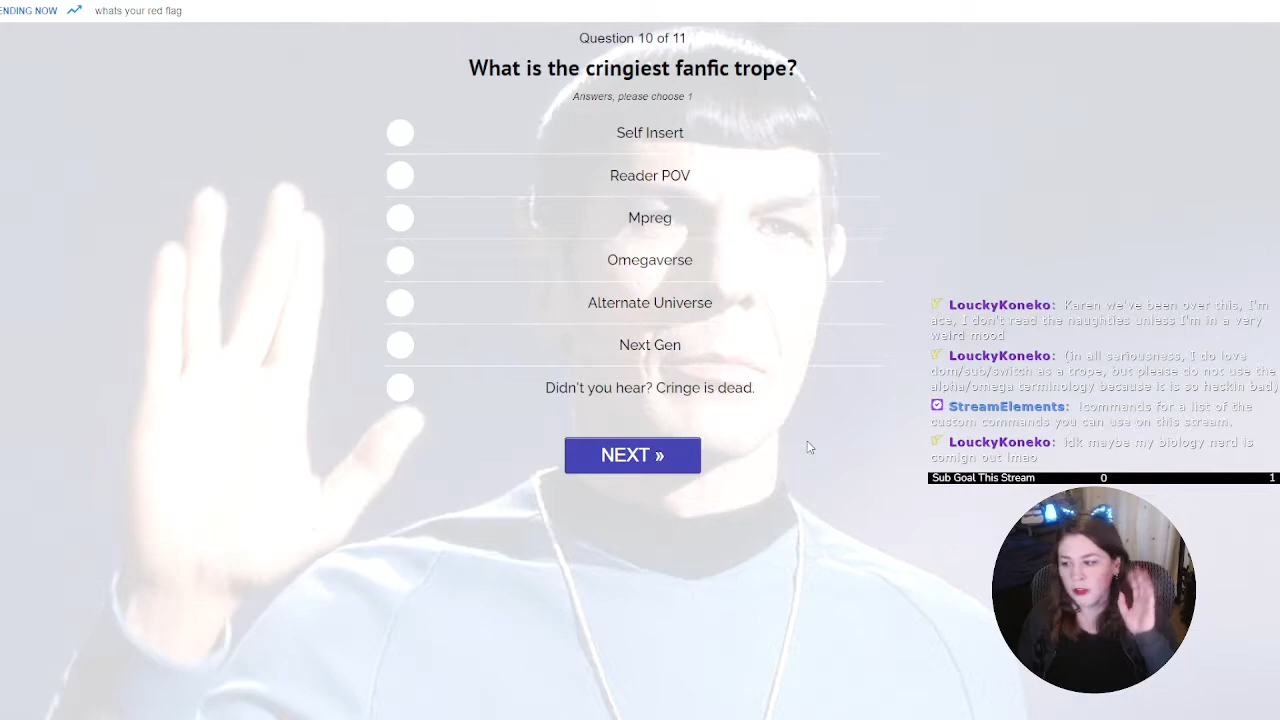 ENDING NOW whats your red flag
Question 10 of 11
What is the cringiest fanfic trope?
Answers, please choose 1
Self Insert
Reader POV
Mpreg
Omegaverse
Alternate Universe
Next Gen
Didn't you hear? Cringe is dead.
NEXT »
LouckyKoneko: Karen we've been over this, I'm
ace, I don't read the naughties unless I'm in a very
weird mood
LouckyKoneko: (in all seriousness, I do love
dom/sub/switch as a trope, but please do not use the
alpha/omega terminology because it is so heckin bad)
StreamElements: !commands for a list of the
custom commands you can use on this stream.
LouckyKoneko: idk maybe my biology nerd is
comign out lmao
Sub Goal This Stream 0 1